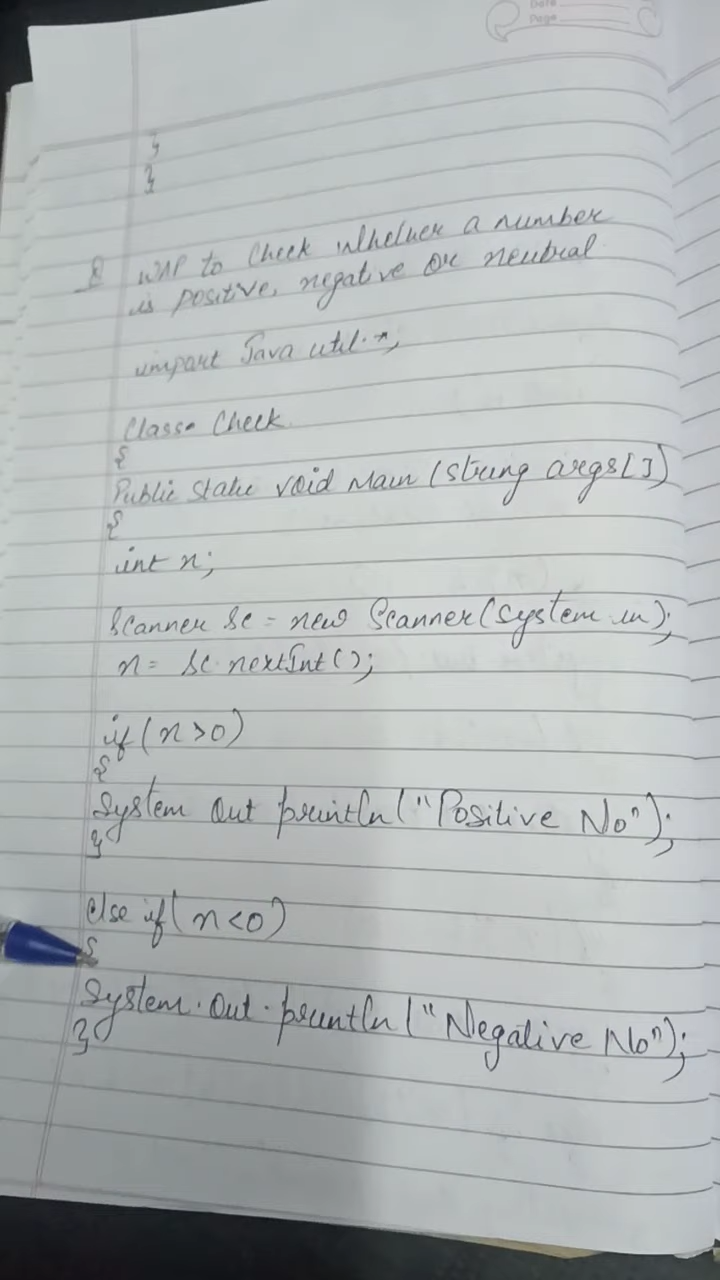 Date
Page
}
}
Q WAP to Check Whether a number
is positive, negative or neutral
import Java util.*;
Class Check
{
Public Static void Main (String args[])
{
int n;
Scanner Sc = new Scanner(System in);
n = Sc.nextInt();
if (n>0)
{
System Out println("Positive No");
}
else if(n<0)
{
System.Out.println("Negative No");
}